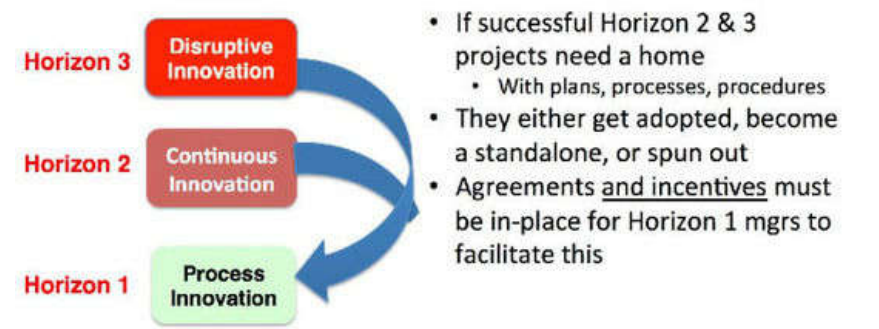 Horizon 3
Disruptive
Innovation
Horizon 2
Continuous
Innovation
Horizon 1
Process
Innovation
• If successful Horizon 2 & 3
projects need a home
• With plans, processes, procedures
• They either get adopted, become
a standalone, or spun out
• Agreements and incentives must
be in-place for Horizon 1 mgrs to
facilitate this